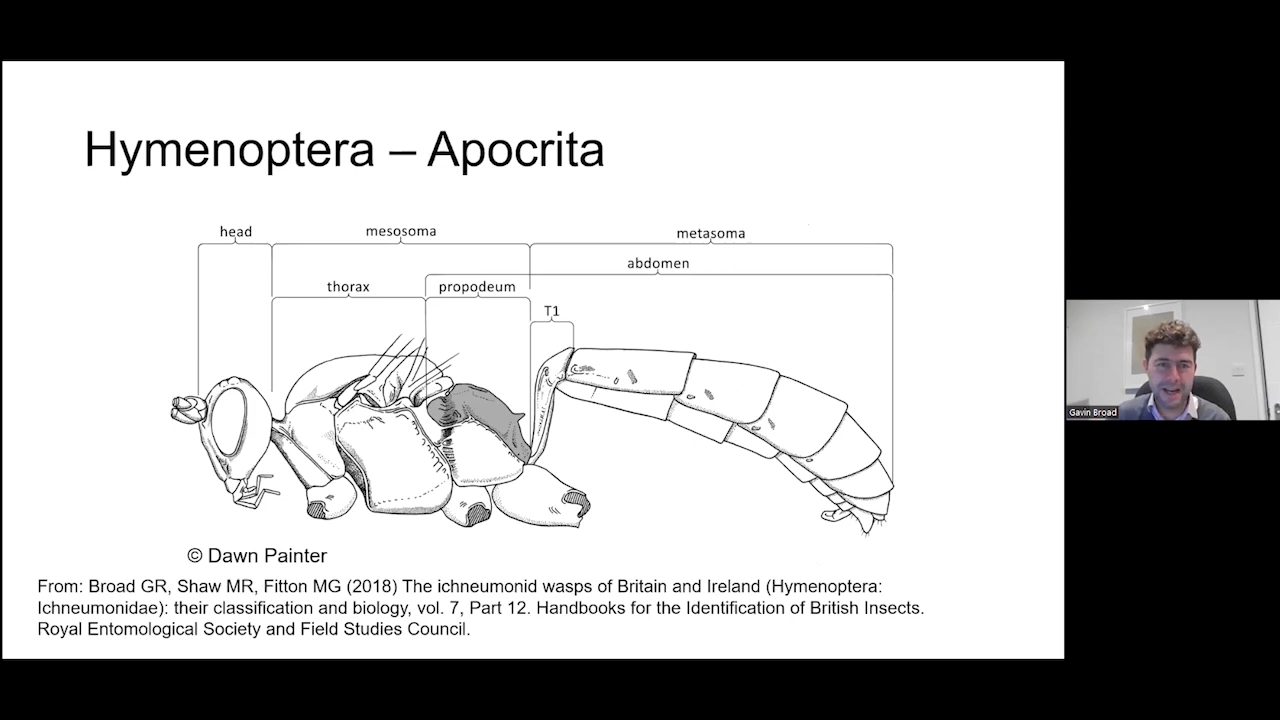 Hymenoptera – Apocrita
head
mesosoma
metasoma
abdomen
thorax
propodeum
T1
Gavin Broad
© Dawn Painter
From: Broad GR, Shaw MR, Fitton MG (2018) The ichneumonid wasps of Britain and Ireland (Hymenoptera:
Ichneumonidae): their classification and biology, vol. 7, Part 12. Handbooks for the Identification of British Insects.
Royal Entomological Society and Field Studies Council.